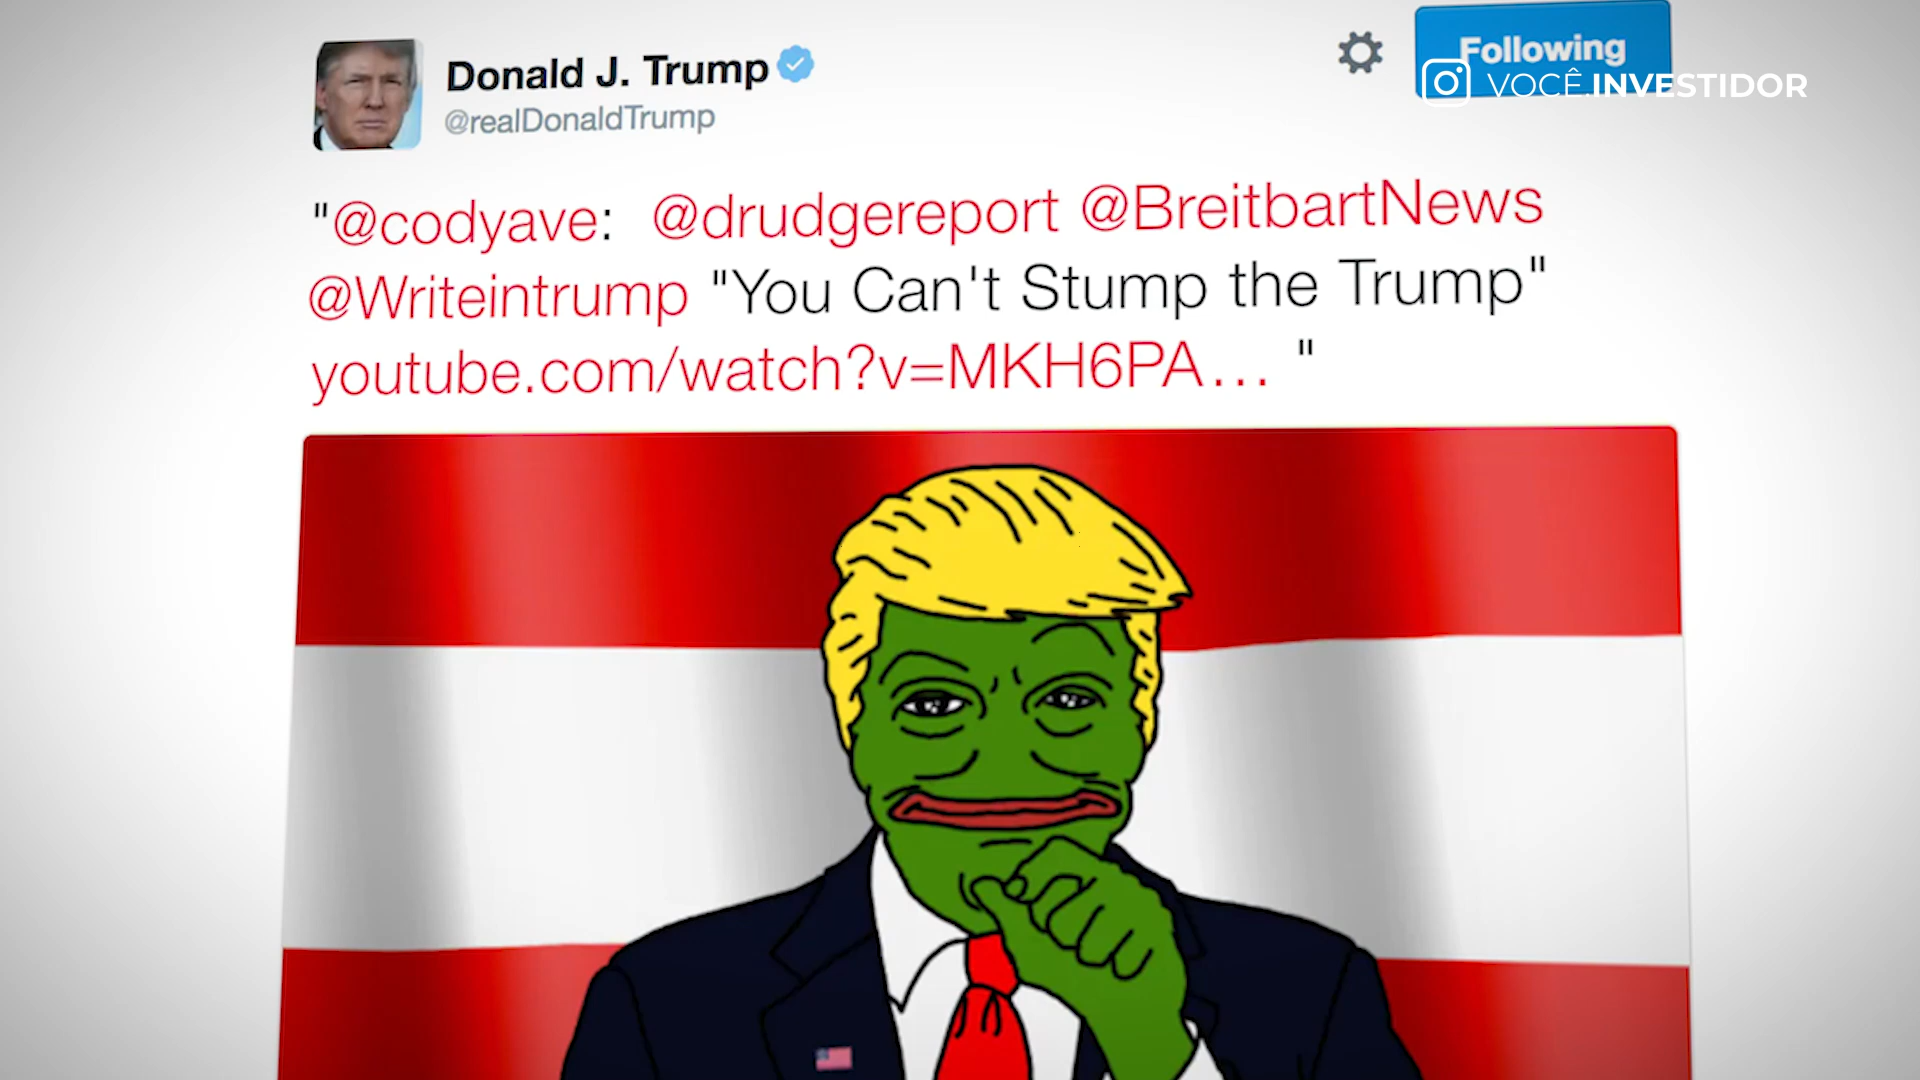 Donald J. Trump
@realDonaldTrump
Following
VOCÊ.INVESTIDOR
"@codyave: @drudgereport @BreitbartNews
@Writeintrump "You Can't Stump the Trump"
youtube.com/watch?v=MKH6PA... "